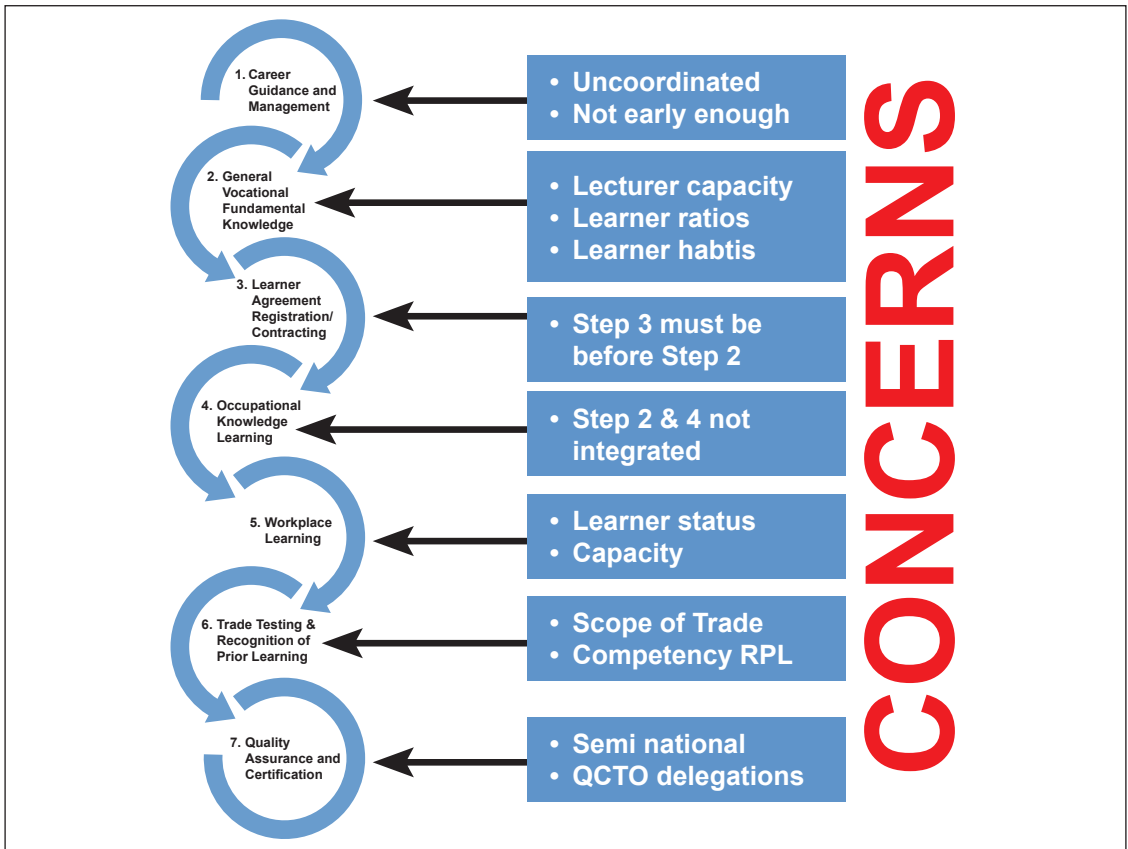 1. Career
Guidance and
Management
• Uncoordinated
• Not early enough
2. General
Vocational
Fundamental
Knowledge
• Lecturer capacity
• Learner ratios
• Learner habtis
3. Learner
Agreement
Registration/
Contracting
• Step 3 must be
before Step 2
4. Occupational
Knowledge
Learning
• Step 2 & 4 not
integrated
5. Workplace
Learning
• Learner status
• Capacity
6. Trade Testing &
Recognition of
Prior Learning
• Scope of Trade
• Competency RPL
7. Quality
Assurance and
Certification
• Semi national
• QCTO delegations
CONCERNS